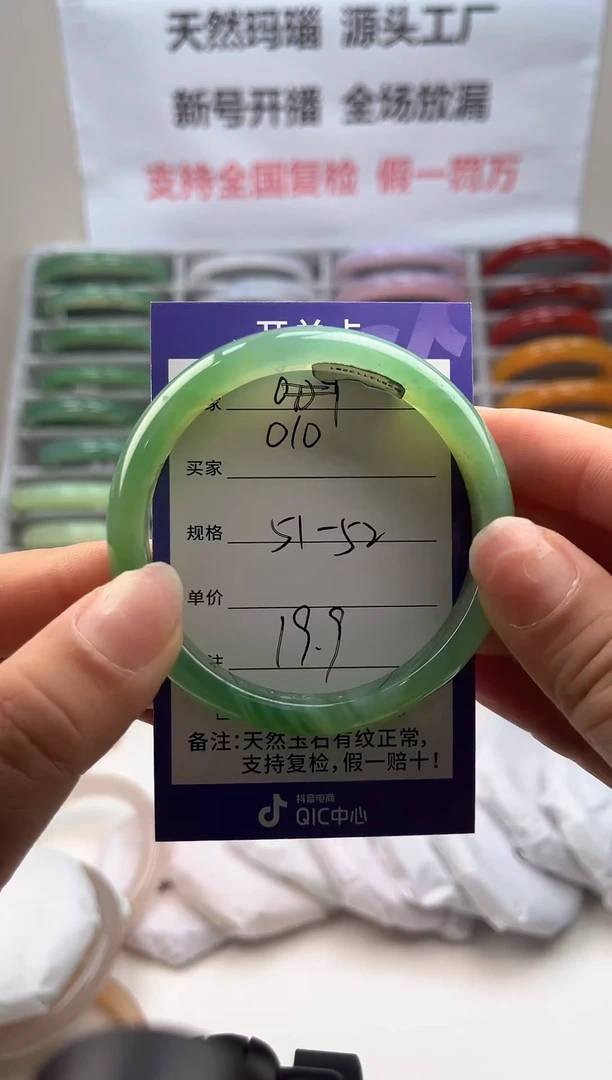 天然玛瑙 源头工厂
新号开播 全场放漏
支持全国复检 假一罚万
家
010
买家
规格 51-52
单价
19.9
注
备注：天然玉石有纹正常，
支持复检，假一赔十！
抖音电商
QIC中心